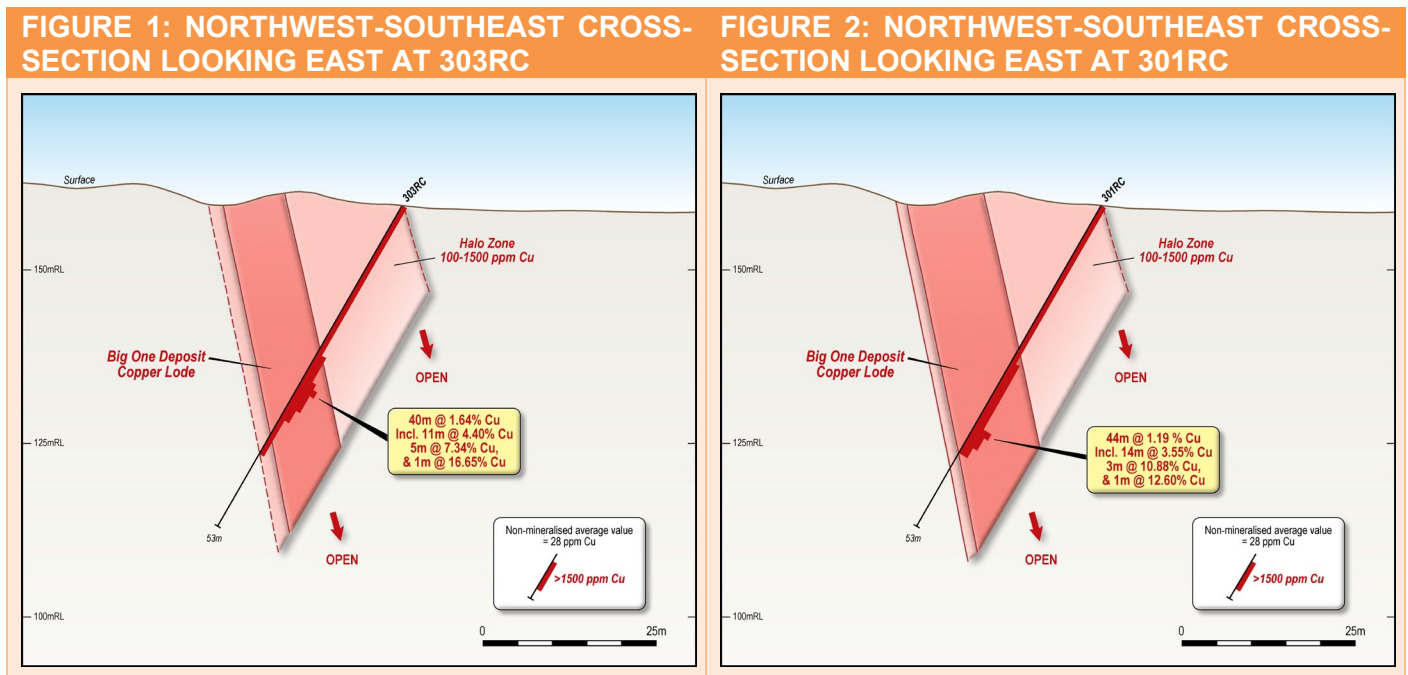 FIGURE 1: NORTHWEST-SOUTHEAST CROSS-
SECTION LOOKING EAST AT 303RC
Surface
303RC
Halo Zone
100-1500 ppm Cu
150mRL
Big One Deposit
Copper Lode
OPEN
40m @ 1.64% Cu
Incl. 11m @ 4.40% Cu
5m @ 7.34% Cu,
& 1m @ 16.65% Cu
125mRL
53m
OPEN
Non-mineralised average value
= 28 ppm Cu
>1500 ppm Cu
100mRL
0 25m
FIGURE 2: NORTHWEST-SOUTHEAST CROSS-
SECTION LOOKING EAST AT 301RC
Surface
301RC
Halo Zone
100-1500 ppm Cu
150mRL
Big One Deposit
Copper Lode
OPEN
44m @ 1.19 % Cu
Incl. 14m @ 3.55% Cu
3m @ 10.88% Cu,
& 1m @ 12.60% Cu
125mRL
53m
OPEN
Non-mineralised average value
= 28 ppm Cu
>1500 ppm Cu
100mRL
0 25m